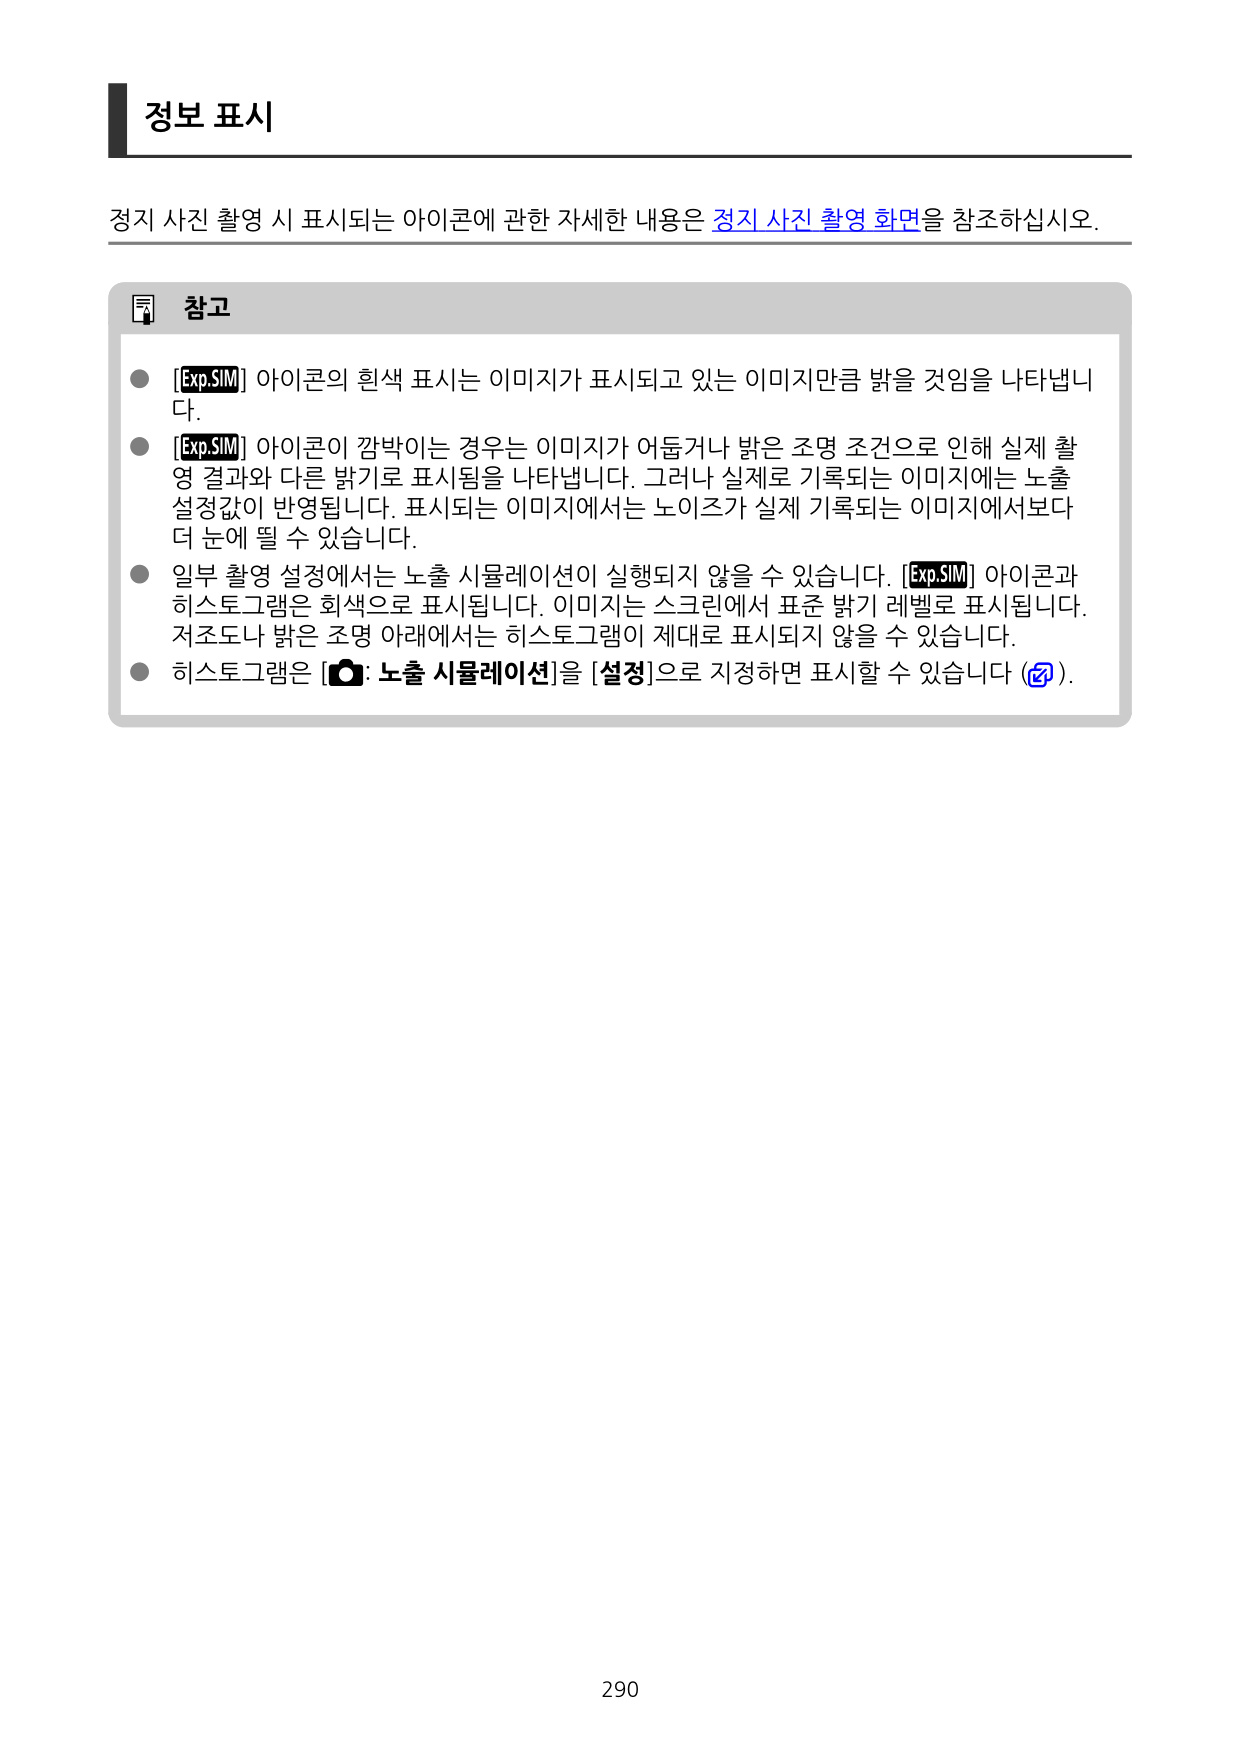 정보 표시
정지 사진 촬영 시 표시되는 아이콘에 관한 자세한 내용은 정지 사진 촬영 화면을 참조하십시오.
참고
● [Exp.SIM] 아이콘의 흰색 표시는 이미지가 표시되고 있는 이미지만큼 밝을 것임을 나타냅니
다.
● [Exp.SIM] 아이콘이 깜박이는 경우는 이미지가 어둡거나 밝은 조명 조건으로 인해 실제 촬
영 결과와 다른 밝기로 표시됨을 나타냅니다. 그러나 실제로 기록되는 이미지에는 노출
설정값이 반영됩니다. 표시되는 이미지에서는 노이즈가 실제 기록되는 이미지에서보다
더 눈에 띌 수 있습니다.
● 일부 촬영 설정에서는 노출 시뮬레이션이 실행되지 않을 수 있습니다. [Exp.SIM] 아이콘과
히스토그램은 회색으로 표시됩니다. 이미지는 스크린에서 표준 밝기 레벨로 표시됩니다.
저조도나 밝은 조명 아래에서는 히스토그램이 제대로 표시되지 않을 수 있습니다.
● 히스토그램은 [: 노출 시뮬레이션]을 [설정]으로 지정하면 표시할 수 있습니다 ( ).
290